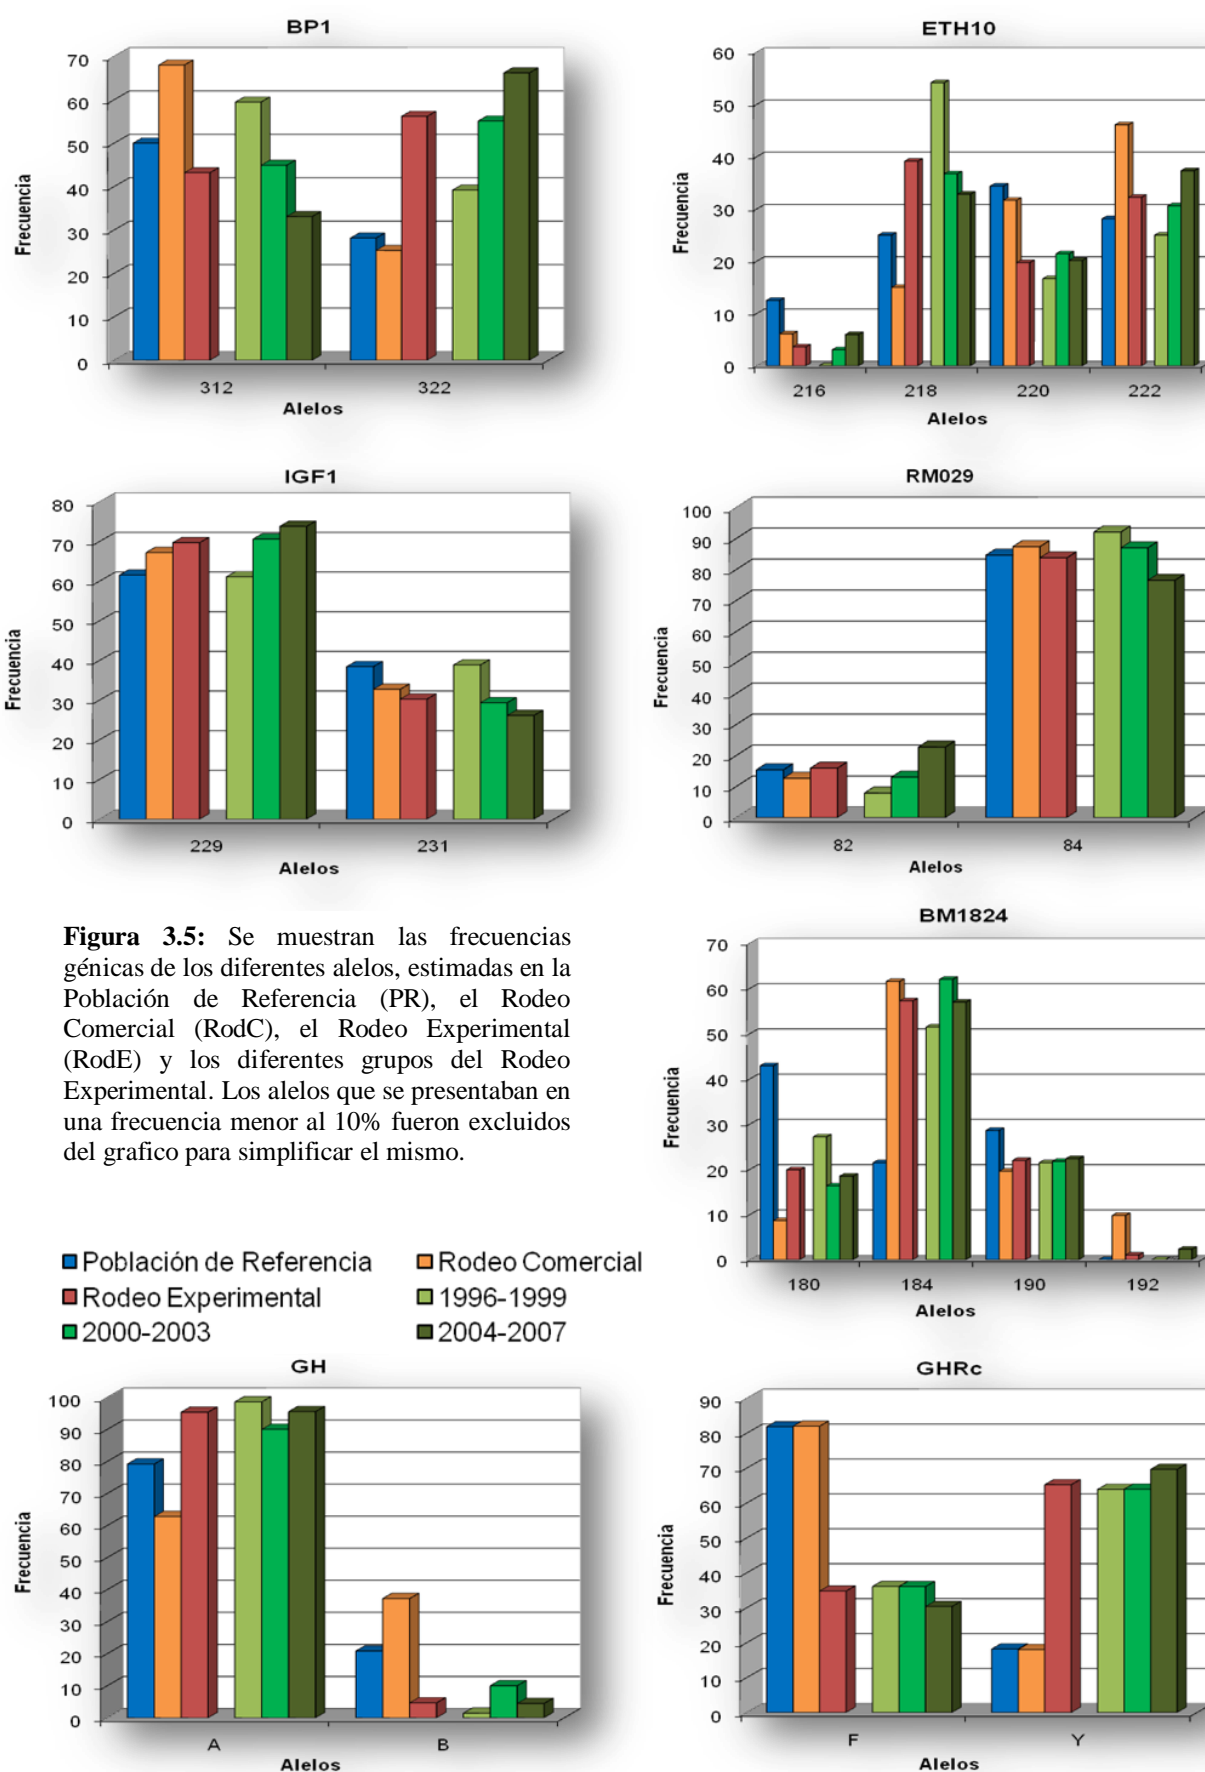 BP1
Frecuencia
70
60
50
40
30
20
10
0
312 322
Alelos
ETH10
Frecuencia
60
50
40
30
20
10
0
216 218 220 222
Alelos
IGF1
Frecuencia
80
70
60
50
40
30
20
10
0
229 231
Alelos
RM029
Frecuencia
100
90
80
70
60
50
40
30
20
10
0
82 84
Alelos
Figura 3.5: Se muestran las frecuencias
génicas de los diferentes alelos, estimadas en la
Población de Referencia (PR), el Rodeo
Comercial (RodC), el Rodeo Experimental
(RodE) y los diferentes grupos del Rodeo
Experimental. Los alelos que se presentaban en
una frecuencia menor al 10% fueron excluidos
del grafico para simplificar el mismo.
BM1824
Frecuencia
70
60
50
40
30
20
10
0
180 184 190 192
Alelos
Población de Referencia Rodeo Comercial
Rodeo Experimental 1996-1999
2000-2003 2004-2007
GH
Frecuencia
100
90
80
70
60
50
40
30
20
10
0
A B
Alelos
GHRc
Frecuencia
90
80
70
60
50
40
30
20
10
0
F Y
Alelos